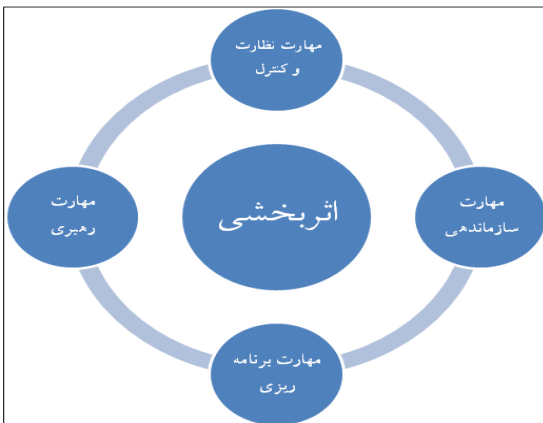 مهارت نظارت
و کنترل
مهارت
رهبری
اثربخشی
مهارت
سازماندهی
مهارت برنامه
ریزی